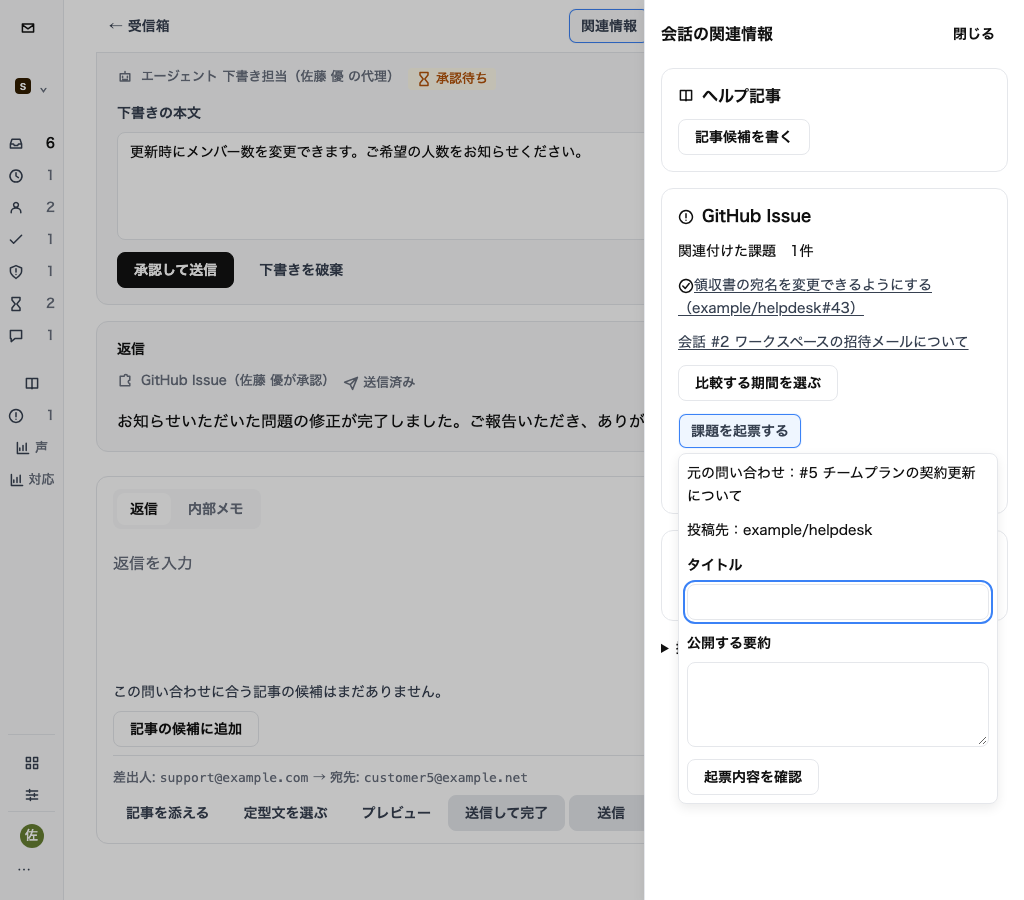 S
6
1
2
1
1
2
1
1
声
対応
佐
…
← 受信箱
関連情報
エージェント 下書き担当（佐藤 優 の代理）
承認待ち
下書きの本文
更新時にメンバー数を変更できます。ご希望の人数をお知らせください。
承認して送信
下書きを破棄
返信
GitHub Issue（佐藤 優が承認）
送信済み
お知らせいただいた問題の修正が完了しました。ご報告いただき、ありが
返信
内部メモ
返信を入力
この問い合わせに合う記事の候補はまだありません。
記事の候補に追加
差出人: support@example.com → 宛先: customer5@example.net
記事を添える
定型文を選ぶ
プレビュー
送信して完了
送信
会話の関連情報
閉じる
ヘルプ記事
記事候補を書く
GitHub Issue
関連付けた課題 1件
領収書の宛名を変更できるようにする
（example/helpdesk#43）
会話 #2 ワークスペースの招待メールについて
比較する期間を選ぶ
課題を起票する
元の問い合わせ：#5 チームプランの契約更新
について
投稿先：example/helpdesk
タイトル
公開する要約
起票内容を確認